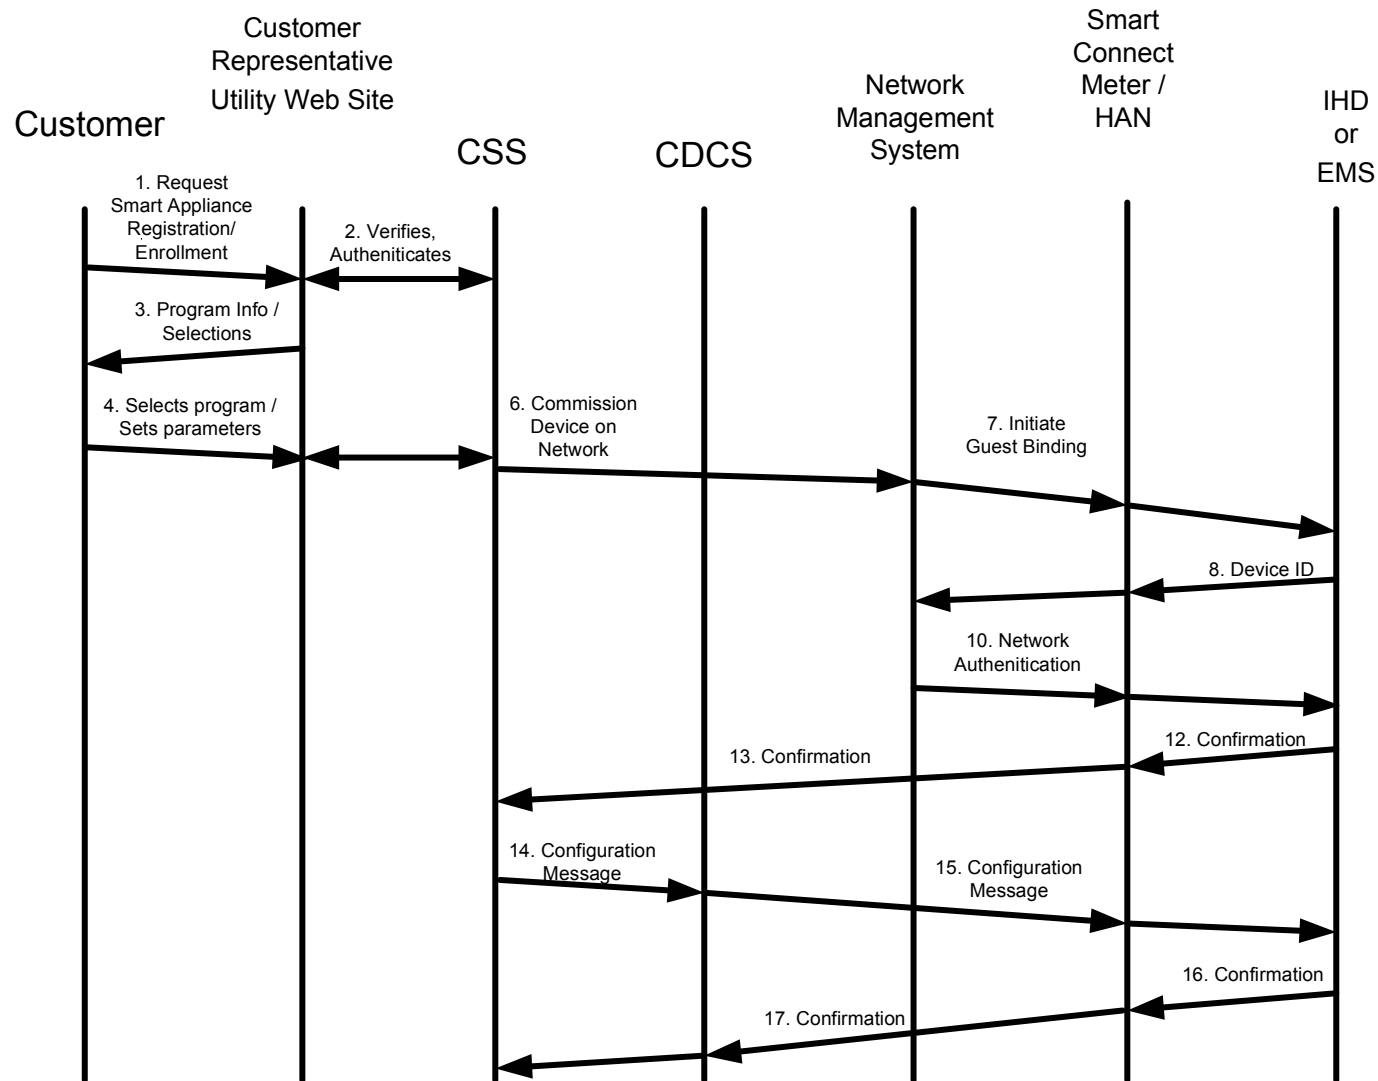 Customer
Customer
Representative
Utility Web Site
CSS
CDCS
Network
Management
System
Smart
Connect
Meter /
HAN
IHD
or
EMS
1. Request
Smart Appliance
Registration/
Enrollment
2. Verifies,
Autheniticates
3. Program Info /
Selections
4. Selects program /
Sets parameters
6. Commission
Device on
Network
7. Initiate
Guest Binding
8. Device ID
10. Network
Authenitication
12. Confirmation
13. Confirmation
14. Configuration
Message
15. Configuration
Message
16. Confirmation
17. Confirmation